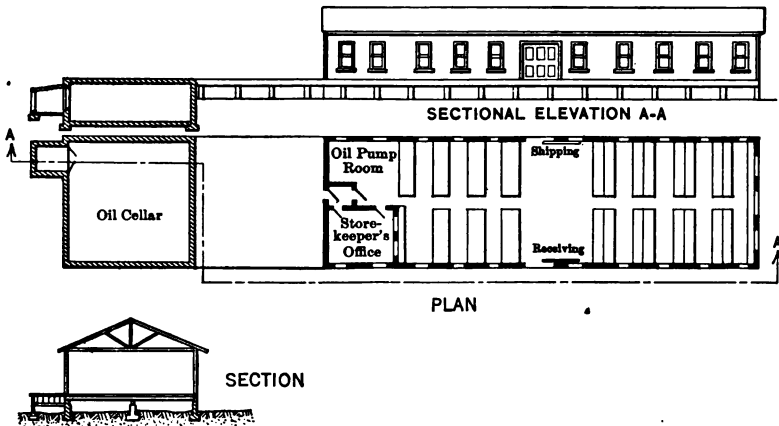 SECTIONAL ELEVATION A-A
A
Oil Pump
Room
Shipping
Oil Cellar
Store-
keeper's
Office
Receiving
A
PLAN
SECTION